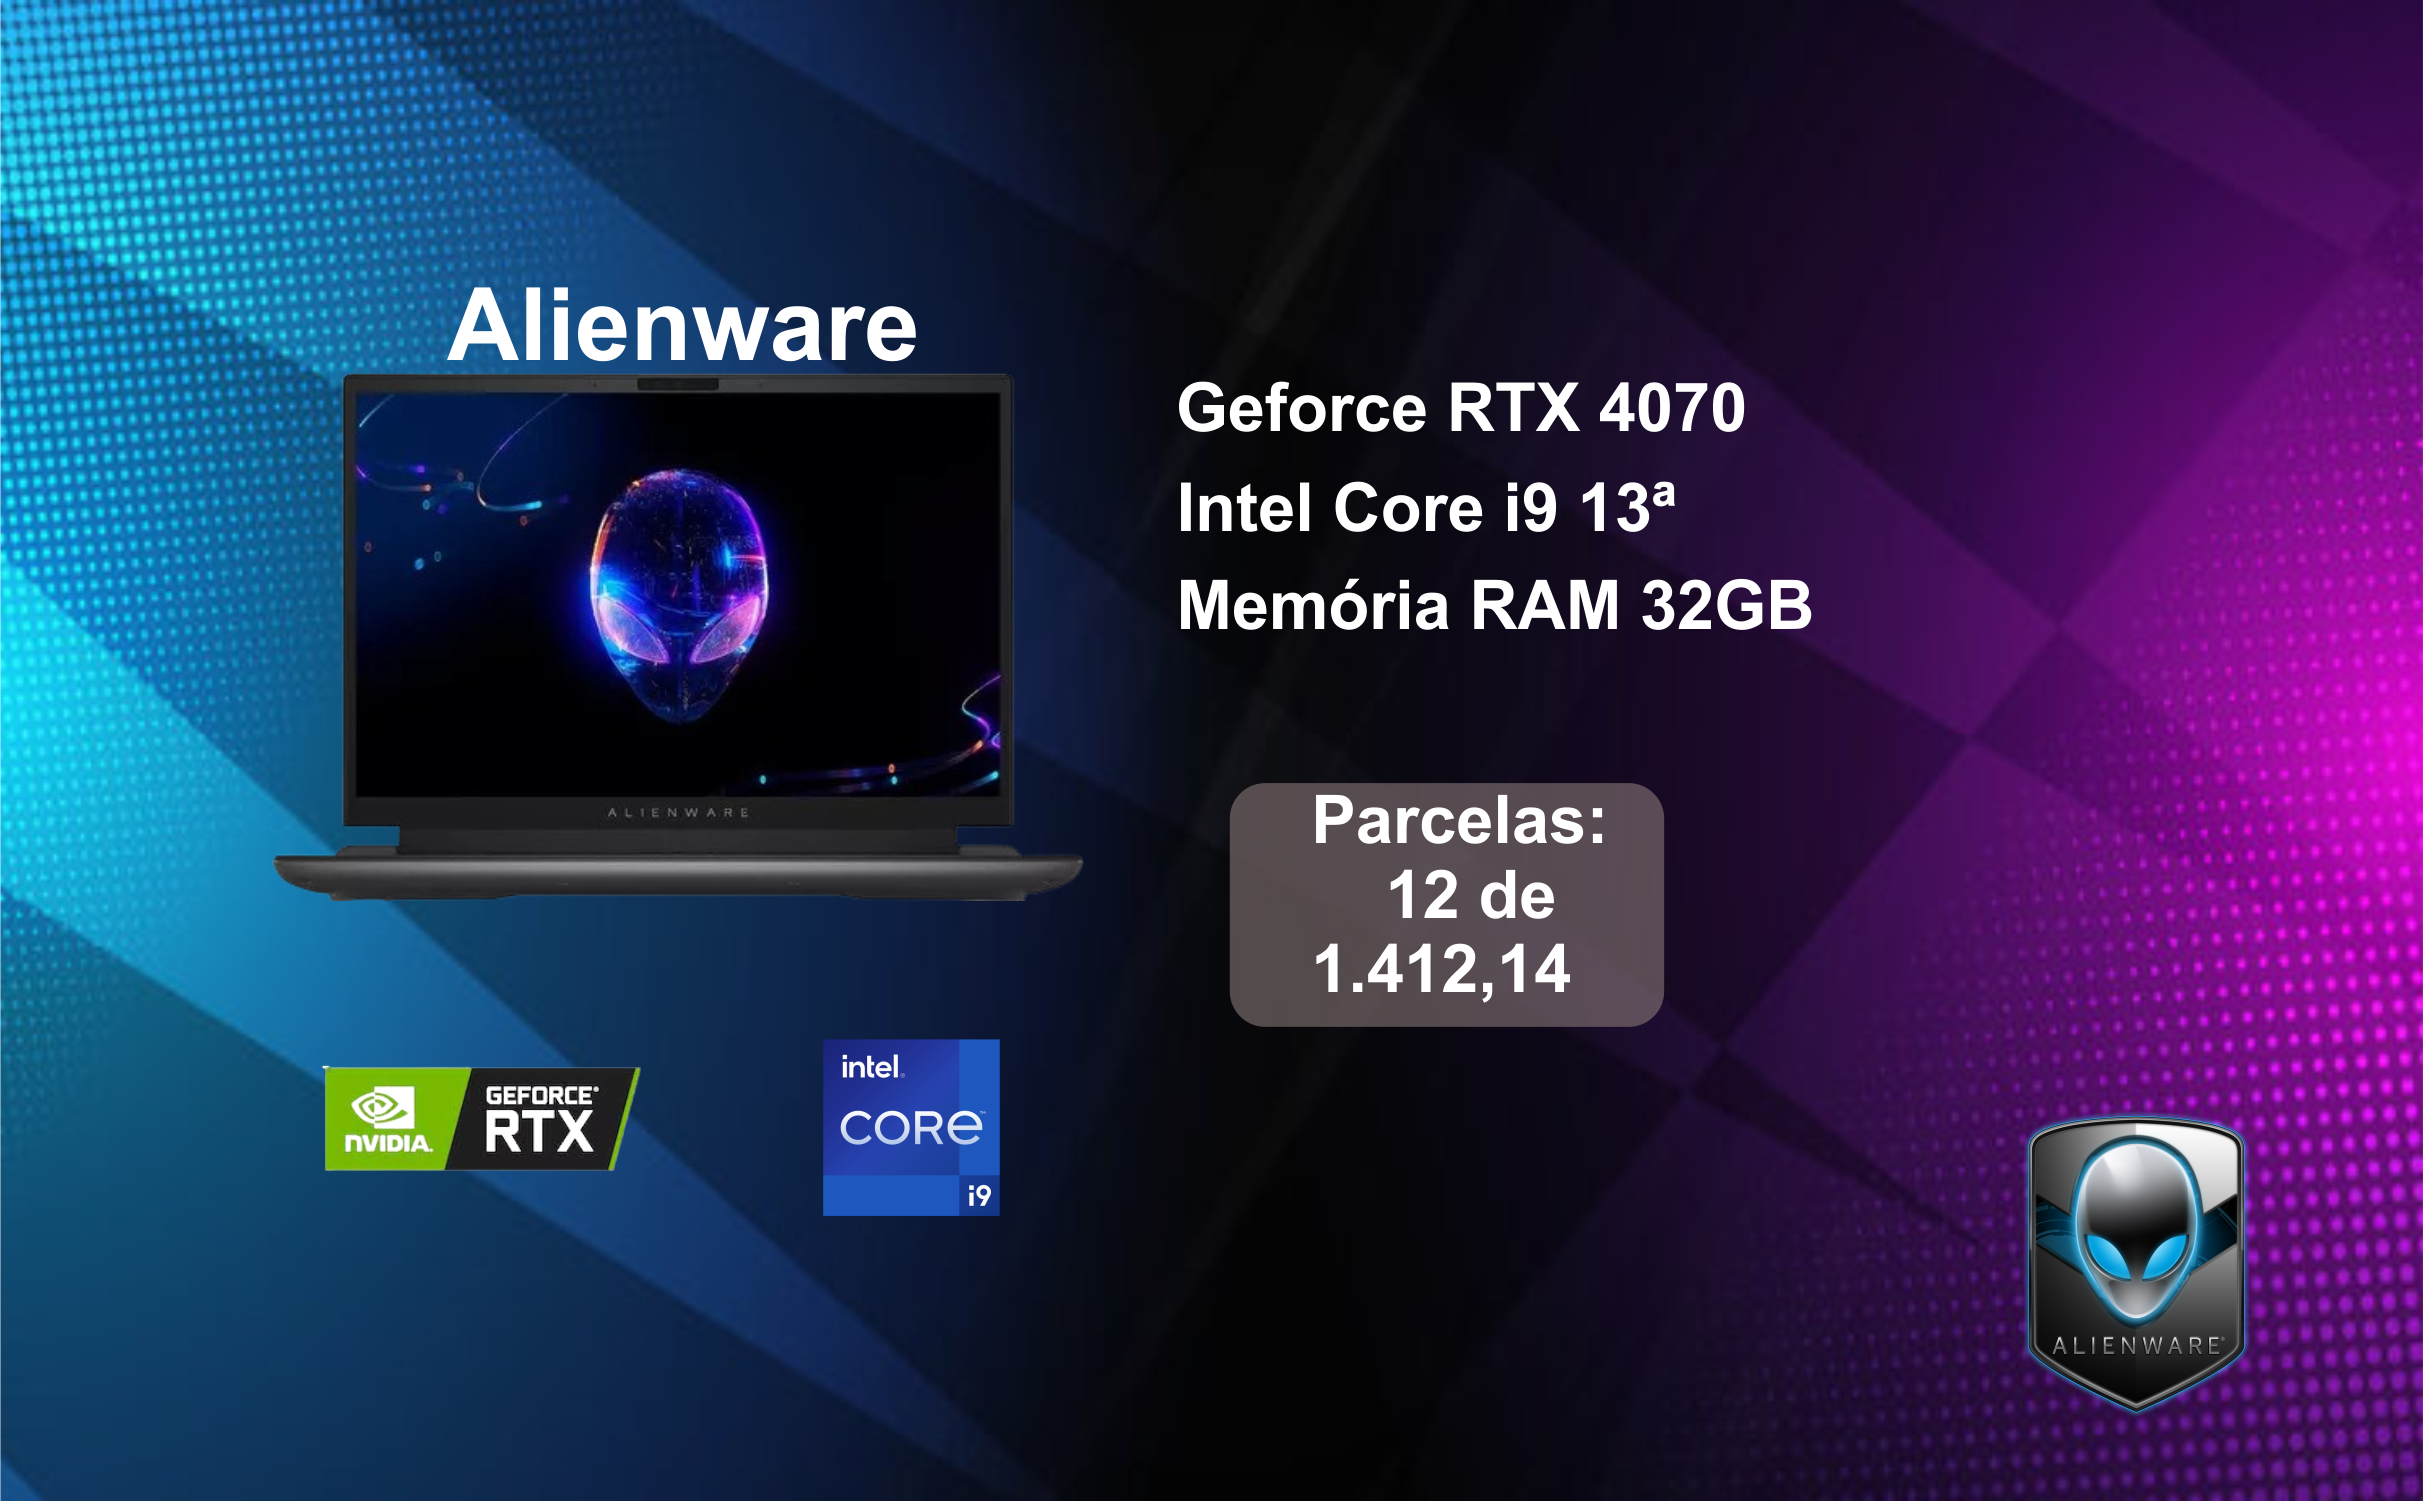 Alienware
ALIENWARE
Geforce RTX 4070
Intel Core i9 13ª
Memória RAM 32GB
Parcelas:
12 de
1.412,14
NVIDIA.
GEFORCE®
RTX
intel.
CORe™
i9
ALIENWARE®